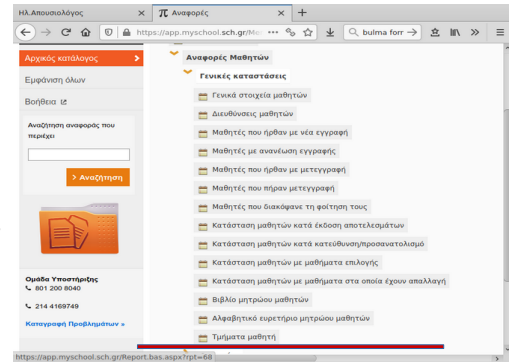 Ηλ.Απουσιολόγος
Αναφορές
https://app.myschool.sch.gr/Me
bulma forr
Αρχικός κατάλογος
Εμφάνιση όλων
Βοήθεια
Αναζήτηση αναφοράς που
περιέχει
> Αναζήτηση
Ομάδα Υποστήριξης
801 200 8040
214 4169749
Καταγραφή Προβλημάτων »
Αναφορές Μαθητών
Γενικές καταστάσεις
Γενικά στοιχεία μαθητών
Διευθύνσεις μαθητών
Μαθητές που ήρθαν με νέα εγγραφή
Μαθητές με ανανέωση εγγραφής
Μαθητές που ήρθαν με μετεγγραφή
Μαθητές που πήραν μετεγγραφή
Μαθητές που διακόψανε τη φοίτηση τους
Κατάσταση μαθητών κατά έκδοση αποτελεσμάτων
Κατάσταση μαθητών κατά κατεύθυνση/προσανατολισμό
Κατάσταση μαθητών με μαθήματα επιλογής
Κατάσταση μαθητών με μαθήματα στα οποία έχουν απαλλαγή
Βιβλίο μητρώου μαθητών
Αλφαβητικό ευρετήριο μητρώου μαθητών
Τμήματα μαθητή
https://app.myschool.sch.gr/Report.bas.aspx?rpt=68